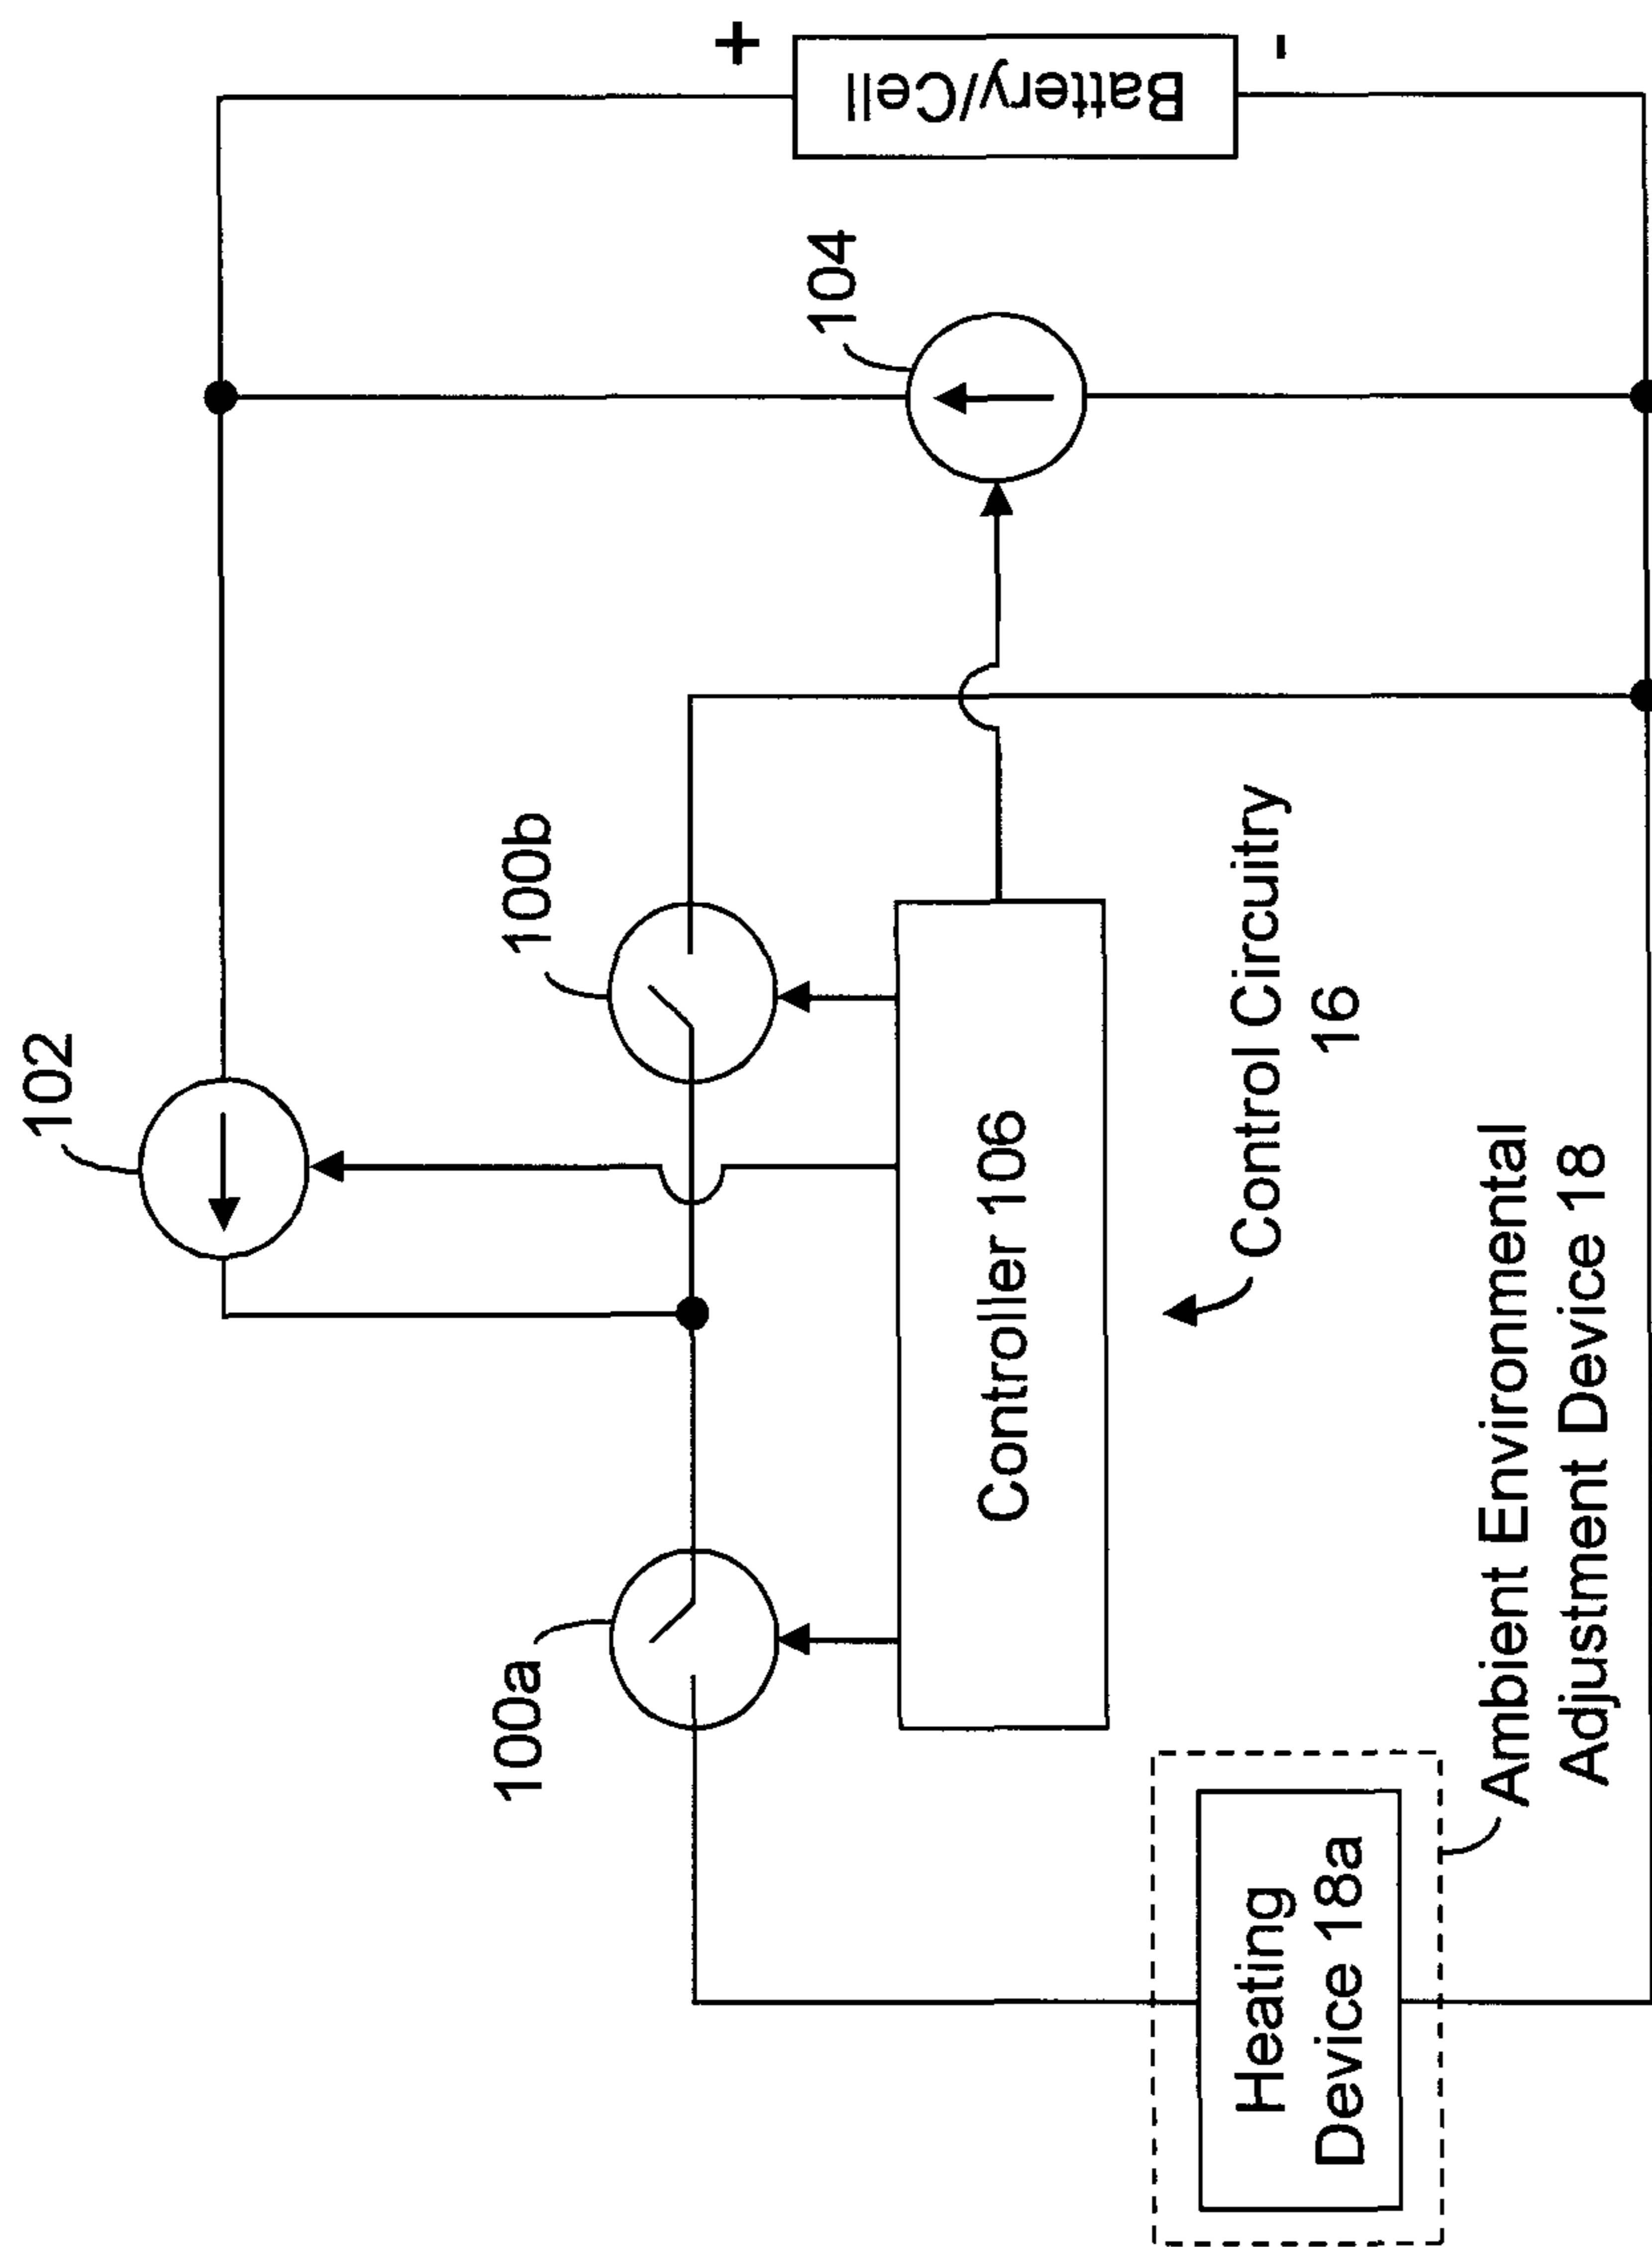 102
100a
100b
104
+
Battery/Cell
-
Controller 106
Control Circuitry
16
Heating
Device 18a
Ambient Environmental
Adjustment Device 18